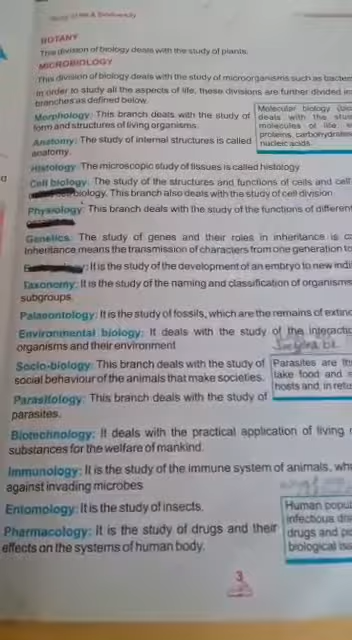 Study of life & Biodiversity
BOTANY
This division of biology deals with the study of plants.
MICROBIOLOGY
This division of biology deals with the study of microorganisms such as
In order to study all the aspects of life, these divisions are further divided
branches as defined below.
Morphology: This branch deals with the study of
form and structures of living organisms.
Anatomy: The study of internal structures is called
anatomy.
Molecular biology
deals with the
molecules of life
proteins, carbohydrates
nucleic acids.
Histology: The microscopic study of tissues is called histology
Cell biology: The study of the structures and functions of cells and cell
biology. This branch also deals with the study of cell division.
Physiology: This branch deals with the study of the functions of different
Genetics: The study of genes and their roles in inheritance is
Inheritance means the transmission of characters from one generation to
It is the study of the development of an embryo to new
Taxonomy: It is the study of the naming and classification of organisms
subgroups.
Palaeontology: It is the study of fossils, which are the remains of
Environmental biology: It deals with the study of the
organisms and their environment
Socio-biology: This branch deals with the study of
social behaviour of the animals that make societies.
Parasitology: This branch deals with the study of
parasites.
Parasites are
take food and
hosts and in
Biotechnology: It deals with the practical application of living
substances for the welfare of mankind.
Immunology: It is the study of the immune system of animals,
against invading microbes
Entomology: It is the study of insects.
Pharmacology: It is the study of drugs and their
effects on the systems of human body.
Human
infectious
drugs and
biological
3